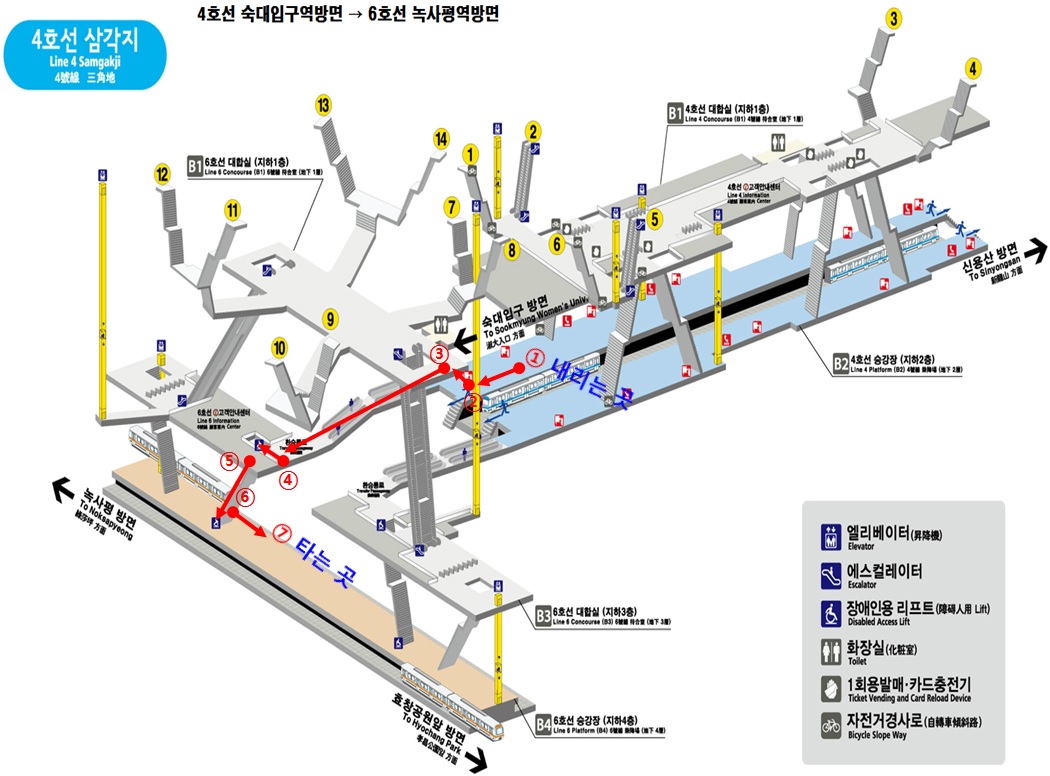 4호선 숙대입구역방면 → 6호선 녹사평역방면
4호선 삼각지
Line 4 Samgakji
4號線 三角地
3
4
13
14
1
2
12
11
7
5
6
8
9
10
B1 6호선 대합실 (지하1층)
Line 6 Concourse (B1) 6號線 待合室 (地下 1層)
B1 4호선 대합실 (지하1층)
Line 4 Concourse (B1) 4號線 待合室 (地下 1層)
4호선 고객안내센터
Line 4 Information
Center
숙대입구 방면
To Sookmyung Women's Univ.
淑大入口 方面
신용산 방면
To Sinyongsan
新龍山 方面
B2 4호선 승강장 (지하2층)
Line 4 Platform (B2) 4號線 乘降場 (地下 2層)
① 내리는 곳
②
③
④
⑤
⑥
⑦ 타는 곳
6호선 고객안내센터
Line 6 Information
Center
환승통로
환승통로
녹사평 방면
To Noksapyeong
綠莎坪 方面
B3 6호선 대합실 (지하3층)
Line 6 Concourse (B3) 6號線 待合室 (地下 3層)
B4 6호선 승강장 (지하4층)
Line 6 Platform (B4) 6號線 乘降場 (地下 4層)
효창공원앞 방면
To Hyochang Park
孝昌公園前 方面
엘리베이터(昇降機)
Elevator
에스컬레이터
Escalator
장애인용 리프트(障碍人用 Lift)
Disabled Access Lift
화장실(化粧室)
Toilet
1회용발매·카드충전기
Ticket Vending and Card Reload Device
자전거경사로(自轉車傾斜路)
Bicycle Slope Way